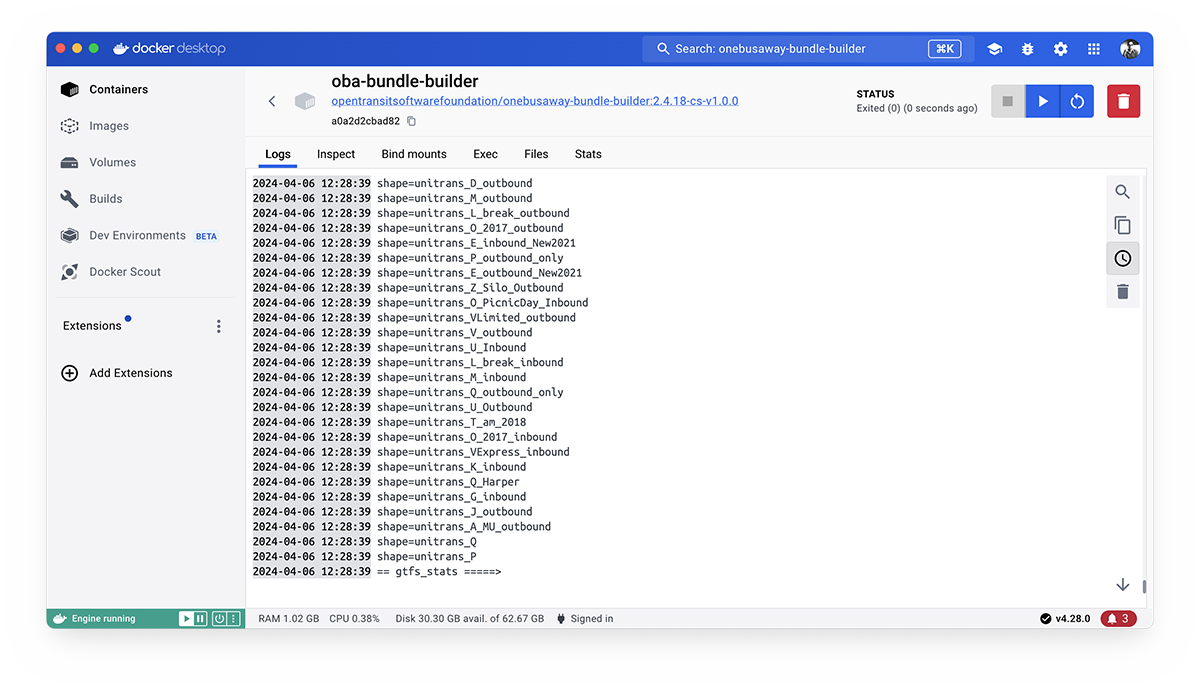 docker desktop
Search: onebusaway-bundle-builder
⌘K
Containers
Images
Volumes
Builds
Dev Environments BETA
Docker Scout
Extensions
Add Extensions
oba-bundle-builder
opentransitsoftwarefoundation/onebusaway-bundle-builder:2.4.18-cs-v1.0.0
a0a2d2cbad82
STATUS
Exited (0) (0 seconds ago)
Logs Inspect Bind mounts Exec Files Stats
2024-04-06 12:28:39 shape=unitrans_D_outbound
2024-04-06 12:28:39 shape=unitrans_M_outbound
2024-04-06 12:28:39 shape=unitrans_L_break_outbound
2024-04-06 12:28:39 shape=unitrans_O_2017_outbound
2024-04-06 12:28:39 shape=unitrans_E_inbound_New2021
2024-04-06 12:28:39 shape=unitrans_P_outbound_only
2024-04-06 12:28:39 shape=unitrans_E_outbound_New2021
2024-04-06 12:28:39 shape=unitrans_Z_Silo_Outbound
2024-04-06 12:28:39 shape=unitrans_O_PicnicDay_Inbound
2024-04-06 12:28:39 shape=unitrans_VLimited_outbound
2024-04-06 12:28:39 shape=unitrans_V_outbound
2024-04-06 12:28:39 shape=unitrans_U_Inbound
2024-04-06 12:28:39 shape=unitrans_L_break_inbound
2024-04-06 12:28:39 shape=unitrans_M_inbound
2024-04-06 12:28:39 shape=unitrans_Q_outbound_only
2024-04-06 12:28:39 shape=unitrans_U_Outbound
2024-04-06 12:28:39 shape=unitrans_T_am_2018
2024-04-06 12:28:39 shape=unitrans_O_2017_inbound
2024-04-06 12:28:39 shape=unitrans_VExpress_inbound
2024-04-06 12:28:39 shape=unitrans_K_inbound
2024-04-06 12:28:39 shape=unitrans_Q_Harper
2024-04-06 12:28:39 shape=unitrans_G_inbound
2024-04-06 12:28:39 shape=unitrans_J_outbound
2024-04-06 12:28:39 shape=unitrans_A_MU_outbound
2024-04-06 12:28:39 shape=unitrans_Q
2024-04-06 12:28:39 shape=unitrans_P
2024-04-06 12:28:39 == gtfs_stats =====>
Engine running
RAM 1.02 GB CPU 0.38% Disk 30.30 GB avail. of 62.67 GB Signed in
v4.28.0
3